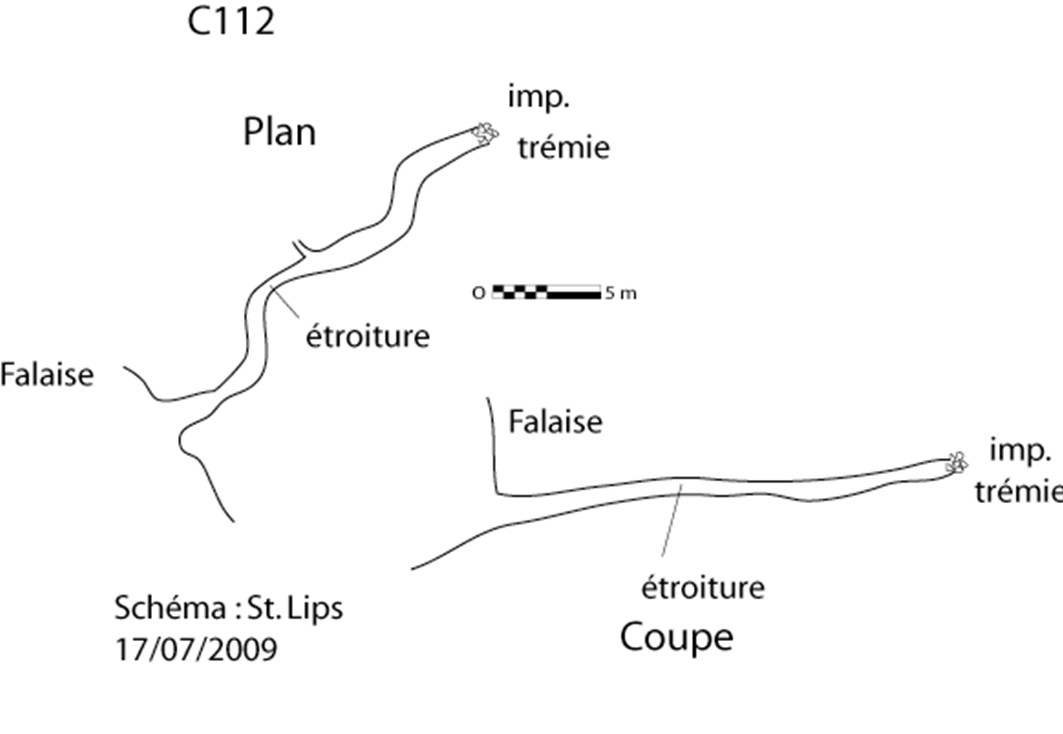 C112
imp.
Plan
trémie
0 5 m
étroiture
Falaise
Falaise
imp.
trémie
étroiture
Schéma : St. Lips
Coupe
17/07/2009